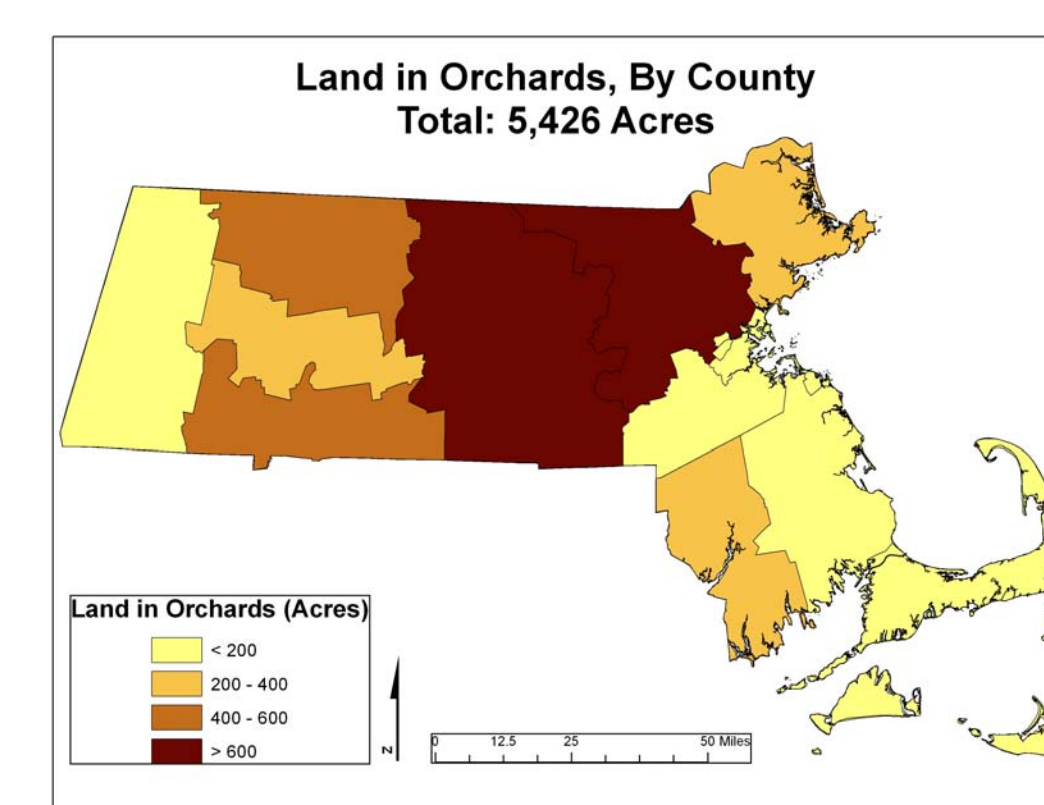 Land in Orchards, By County
Total: 5,426 Acres
Land in Orchards (Acres)
< 200
200 - 400
400 - 600
> 600
N
0 12.5 25 50 Miles